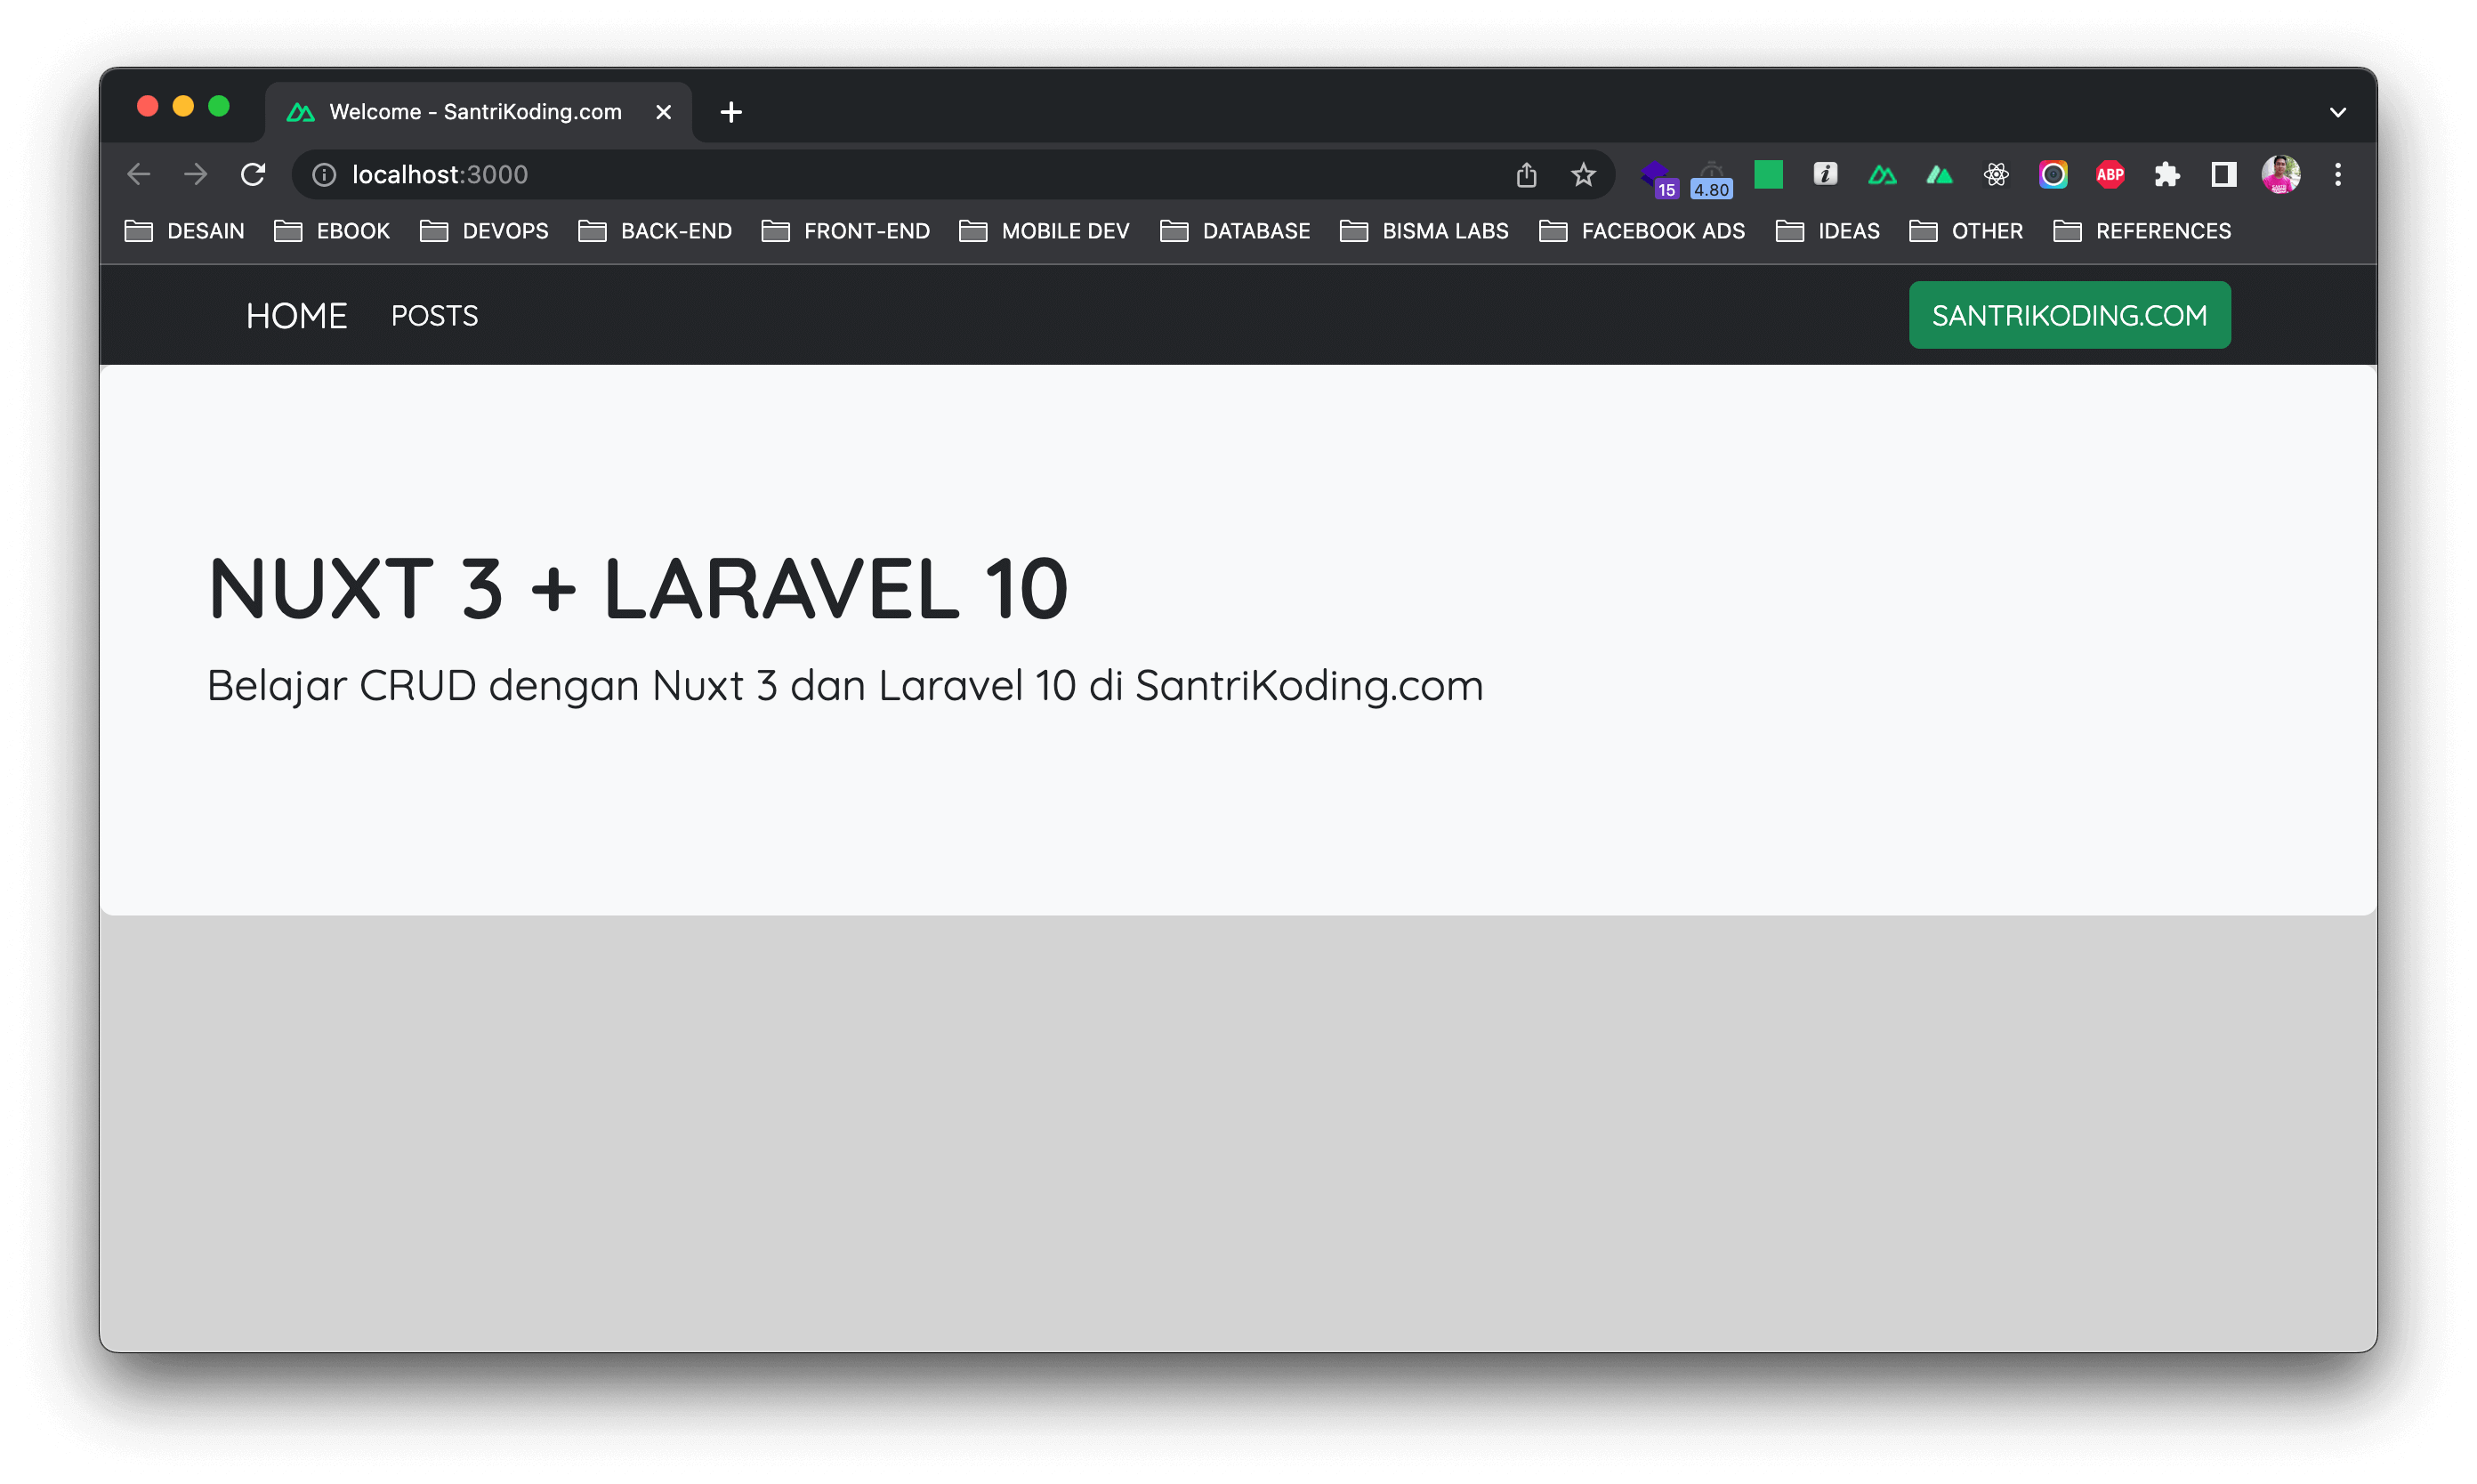 Welcome - SantriKoding.com
localhost:3000
15 4.80 i ABP
DESAIN EBOOK DEVOPS BACK-END FRONT-END MOBILE DEV DATABASE BISMA LABS FACEBOOK ADS IDEAS OTHER REFERENCES
HOME POSTS SANTRIKODING.COM
NUXT 3 + LARAVEL 10
Belajar CRUD dengan Nuxt 3 dan Laravel 10 di SantriKoding.com